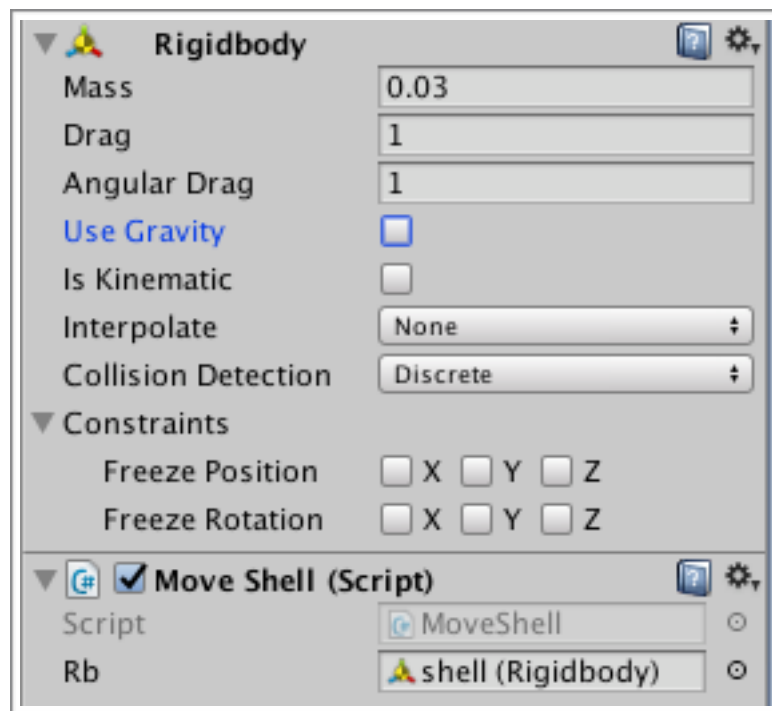 Rigidbody
Mass 0.03
Drag 1
Angular Drag 1
Use Gravity
Is Kinematic
Interpolate None
Collision Detection Discrete
Constraints
Freeze Position X Y Z
Freeze Rotation X Y Z
C# Move Shell (Script)
Script MoveShell
Rb shell (Rigidbody)